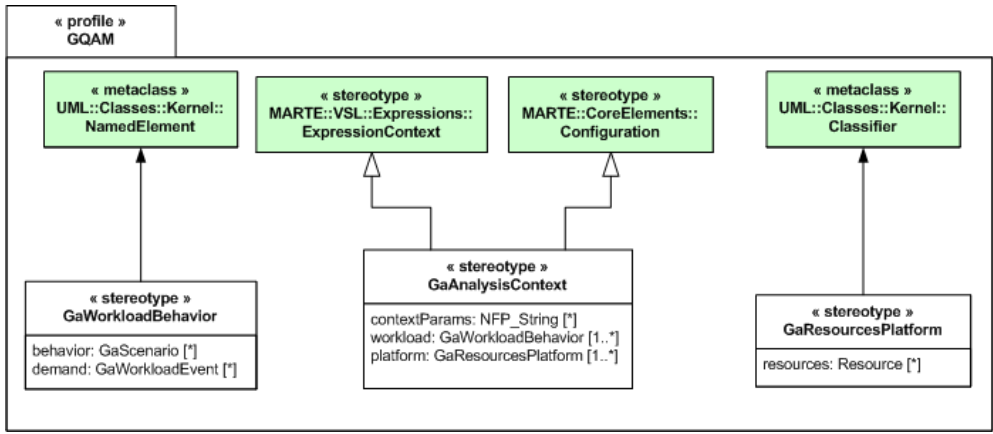 « profile »
GQAM
« metaclass »
UML::Classes::Kernel::
NamedElement
« stereotype »
MARTE::VSL::Expressions::
ExpressionContext
« stereotype »
MARTE::CoreElements::
Configuration
« metaclass »
UML::Classes::Kernel::
Classifier
« stereotype »
GaWorkloadBehavior
behavior: GaScenario [*]
demand: GaWorkloadEvent [*]
« stereotype »
GaAnalysisContext
contextParams: NFP_String [*]
workload: GaWorkloadBehavior [1..*]
platform: GaResourcesPlatform [1..*]
« stereotype »
GaResourcesPlatform
resources: Resource [*]